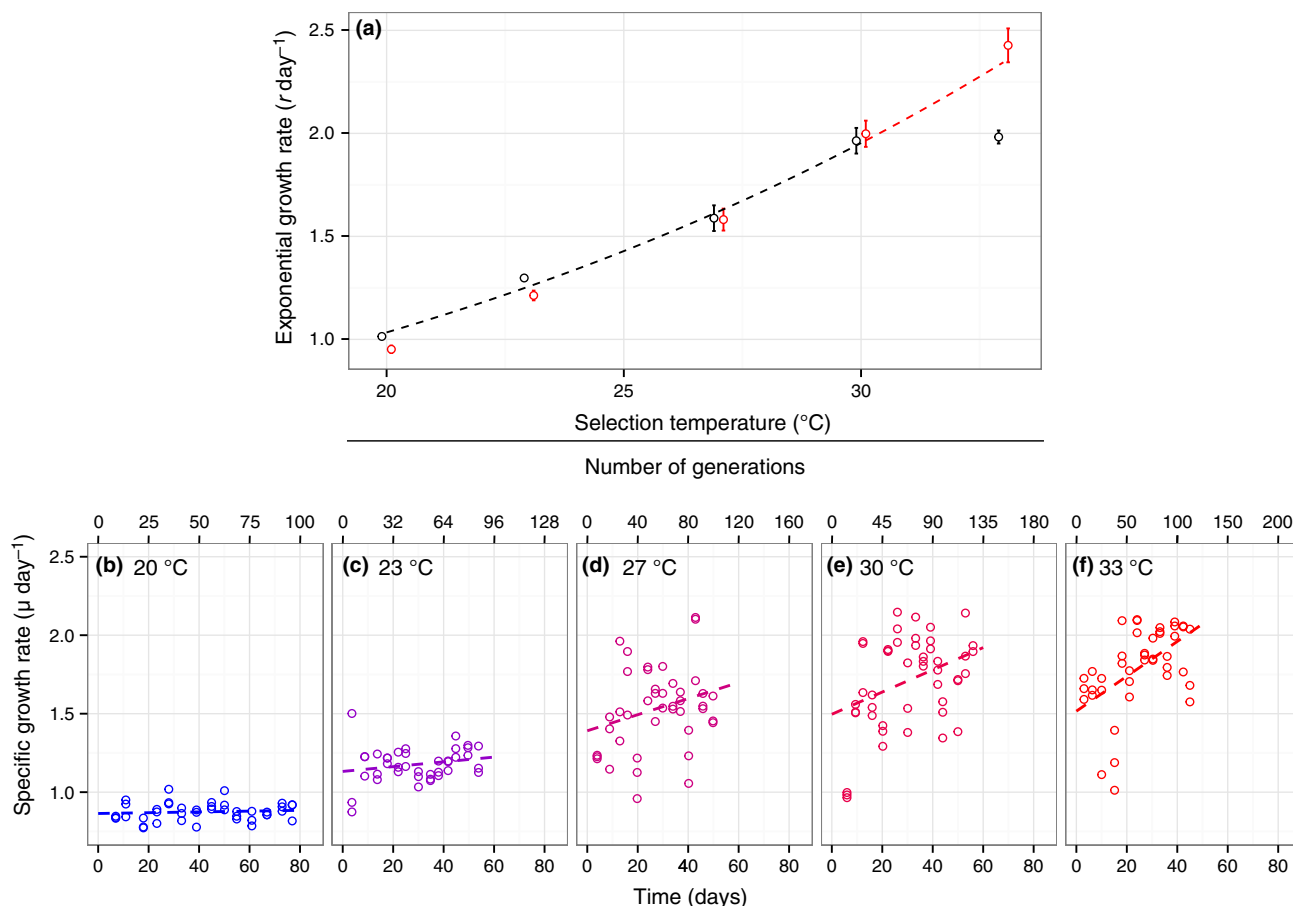 (a)
Exponential growth rate (r day⁻¹)
2.5
2.0
1.5
1.0
20 25 30
Selection temperature (°C)
Number of generations
0 25 50 75 100 0 32 64 96 128 0 40 80 120 160 0 45 90 135 180 0 50 100 150 200
Specific growth rate (μ day⁻¹)
(b) 20 °C (c) 23 °C (d) 27 °C (e) 30 °C (f) 33 °C
2.5
2.0
1.5
1.0
0 20 40 60 80 0 20 40 60 80 0 20 40 60 80 0 20 40 60 80 0 20 40 60 80
Time (days)